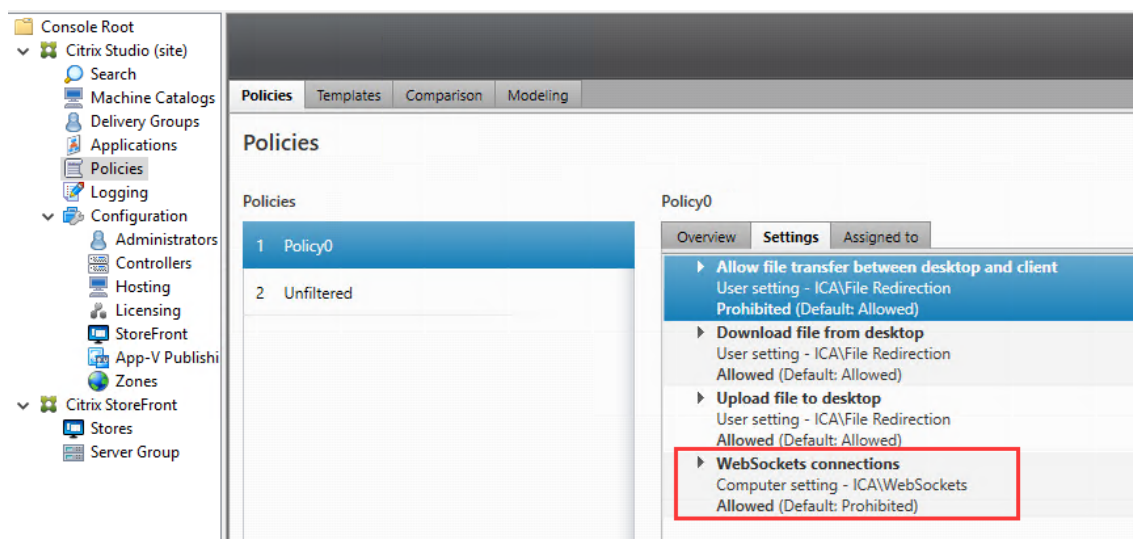 Console Root
Citrix Studio (site)
Search
Machine Catalogs
Delivery Groups
Applications
Policies
Logging
Configuration
Administrators
Controllers
Hosting
Licensing
StoreFront
App-V Publishi
Zones
Citrix StoreFront
Stores
Server Group
Policies Templates Comparison Modeling
Policies
Policies
1 Policy0
2 Unfiltered
Policy0
Overview Settings Assigned to
Allow file transfer between desktop and client
User setting - ICA\File Redirection
Prohibited (Default: Allowed)
Download file from desktop
User setting - ICA\File Redirection
Allowed (Default: Allowed)
Upload file to desktop
User setting - ICA\File Redirection
Allowed (Default: Allowed)
WebSockets connections
Computer setting - ICA\WebSockets
Allowed (Default: Prohibited)